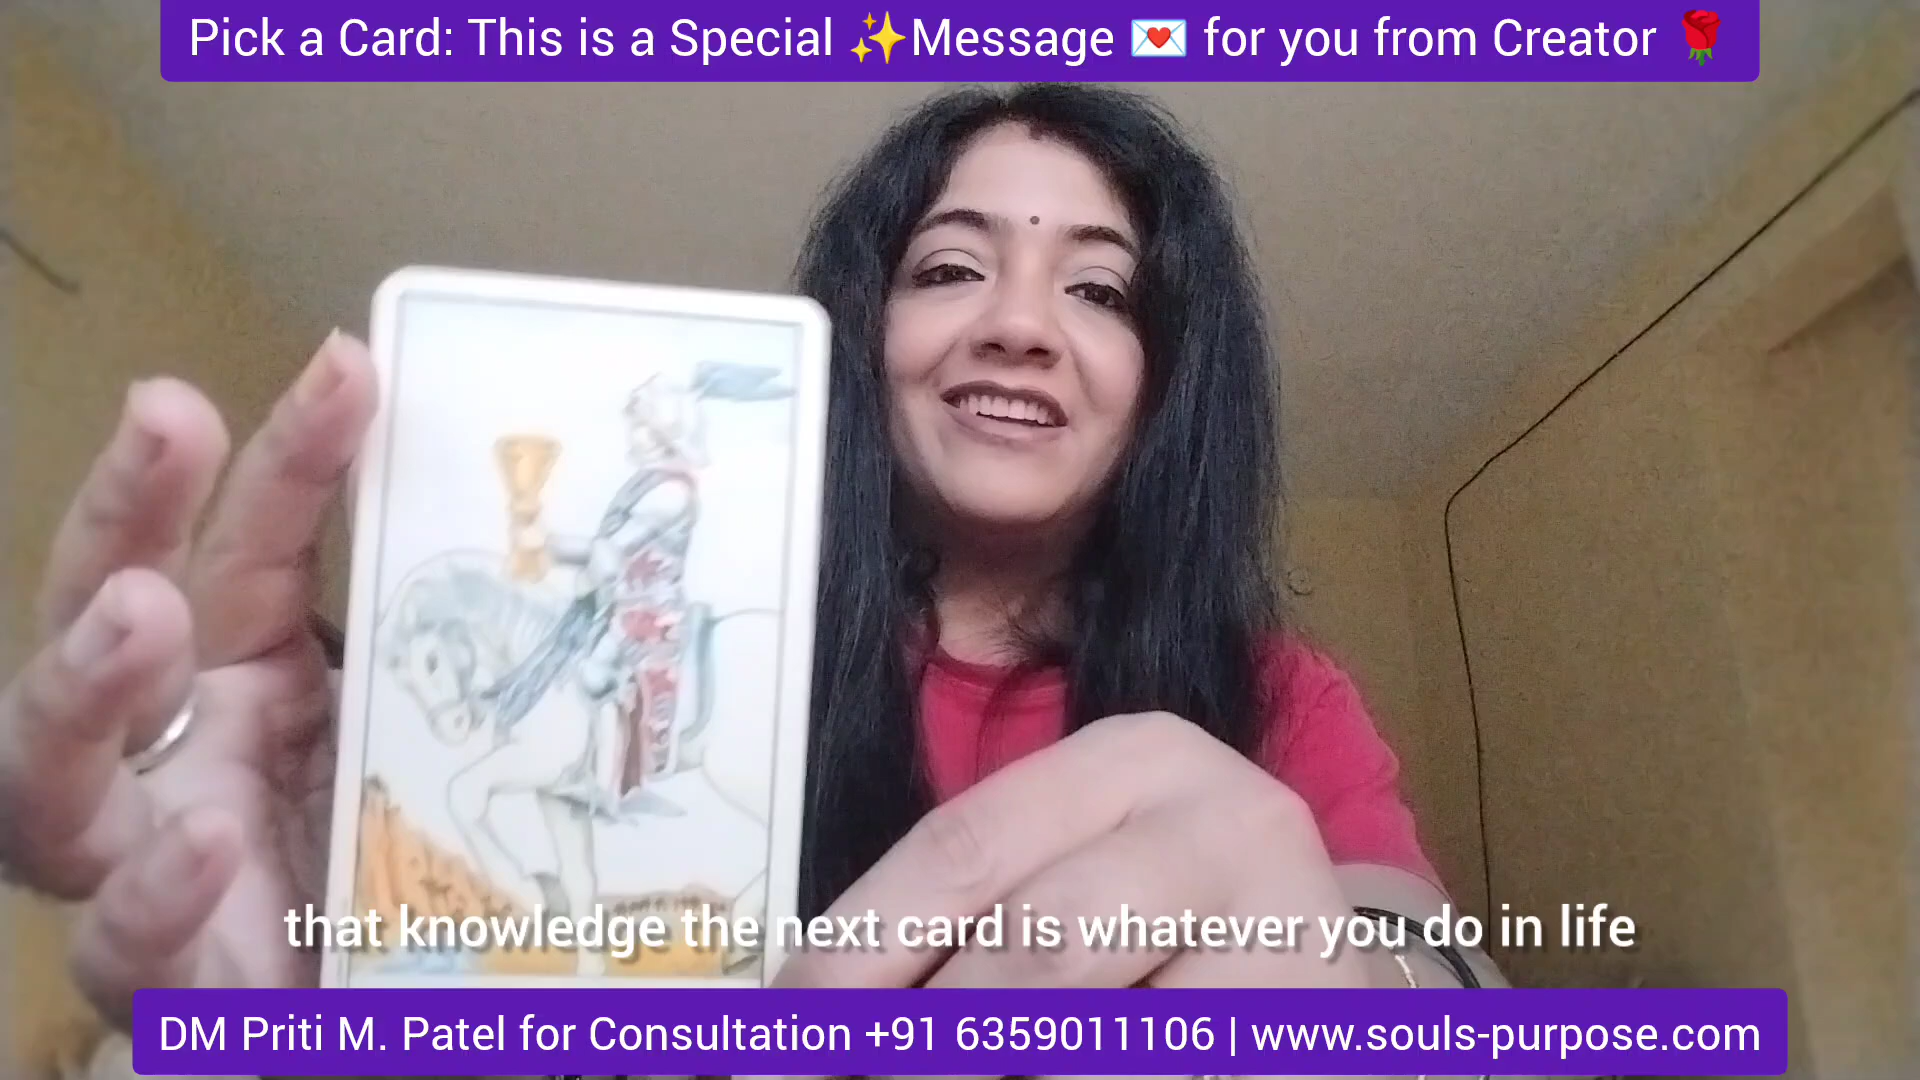 Pick a Card: This is a Special ✨Message 💌 for you from Creator 🌹
that knowledge the next card is whatever you do in life
DM Priti M. Patel for Consultation +91 6359011106 | www.souls-purpose.com